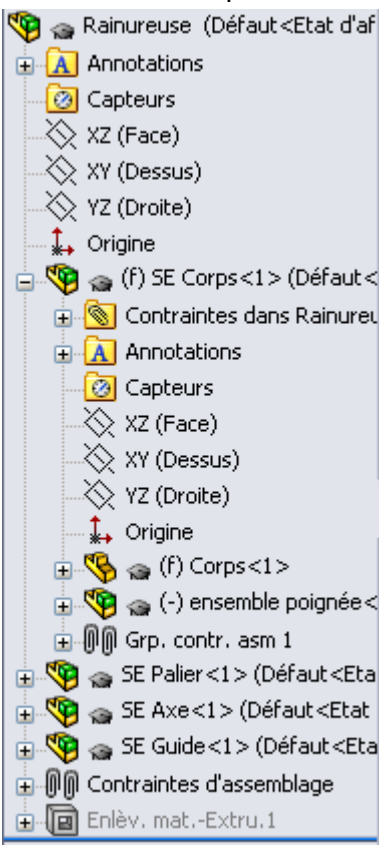 Rainureuse (Défaut<Etat d'af
Annotations
Capteurs
XZ (Face)
XY (Dessus)
YZ (Droite)
Origine
(f) SE Corps<1> (Défaut<
Contraintes dans Rainureu
Annotations
Capteurs
XZ (Face)
XY (Dessus)
YZ (Droite)
Origine
(f) Corps<1>
(-) ensemble poignée<
Grp. contr. asm 1
SE Palier<1> (Défaut<Eta
SE Axe<1> (Défaut<Etat
SE Guide<1> (Défaut<Eta
Contraintes d'assemblage
Enlèv. mat.-Extru.1